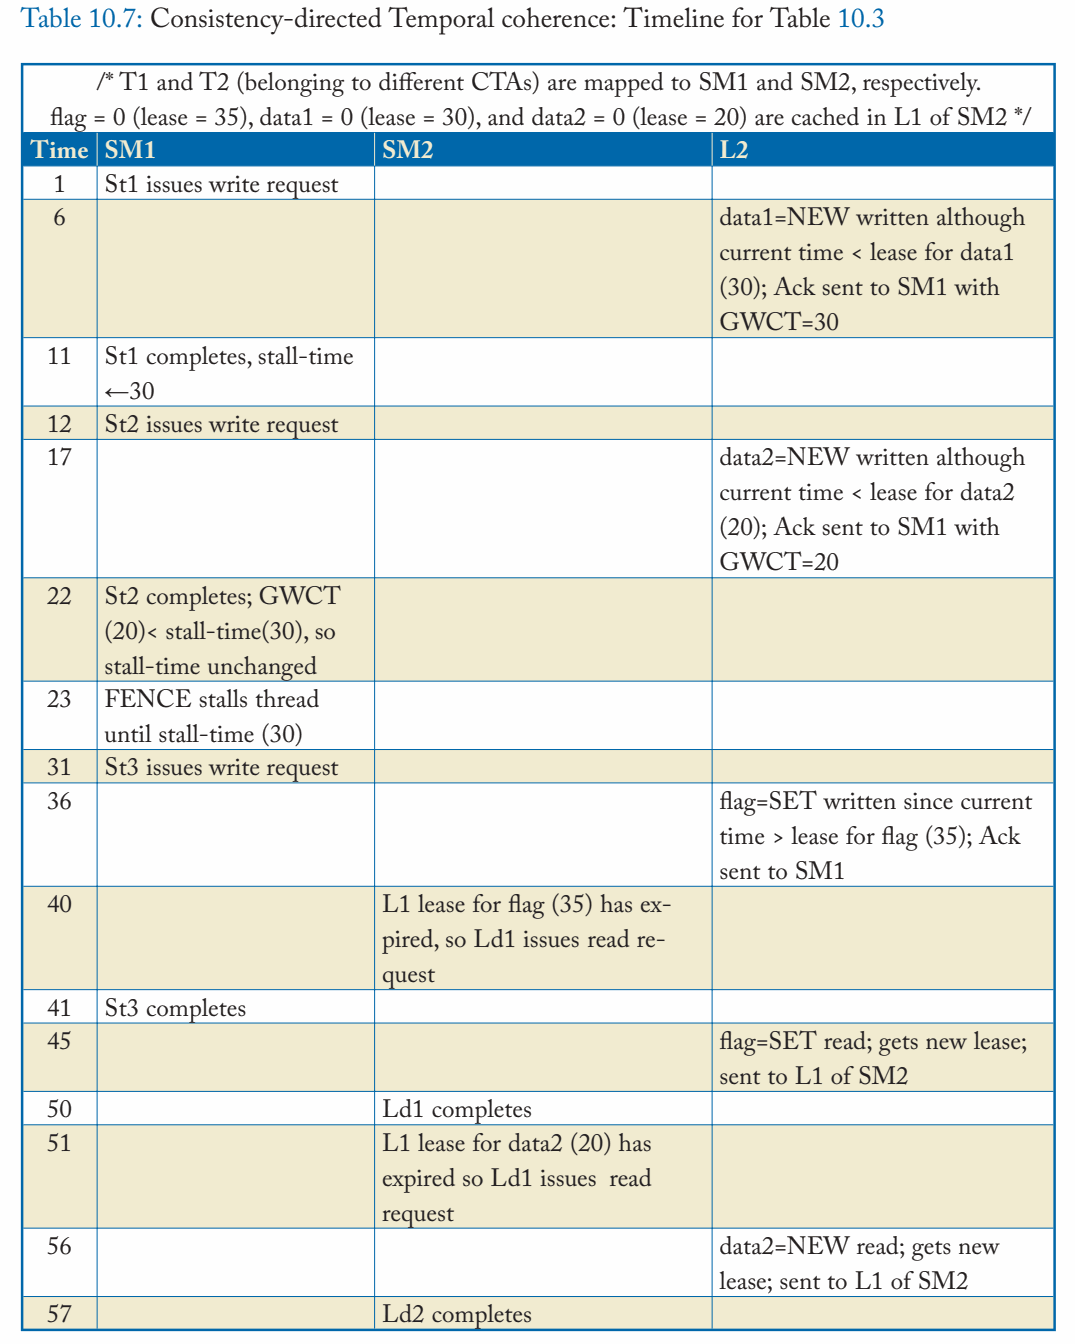 Table 10.7: Consistency-directed Temporal coherence: Timeline for Table 10.3
/* T1 and T2 (belonging to different CTAs) are mapped to SM1 and SM2, respectively.
flag = 0 (lease = 35), data1 = 0 (lease = 30), and data2 = 0 (lease = 20) are cached in L1 of SM2 */
Time SM1 SM2 L2
1 St1 issues write request
6 data1=NEW written although
current time < lease for data1
(30); Ack sent to SM1 with
GWCT=30
11 St1 completes, stall-time
←30
12 St2 issues write request
17 data2=NEW written although
current time < lease for data2
(20); Ack sent to SM1 with
GWCT=20
22 St2 completes; GWCT
(20)< stall-time(30), so
stall-time unchanged
23 FENCE stalls thread
until stall-time (30)
31 St3 issues write request
36 flag=SET written since current
time > lease for flag (35); Ack
sent to SM1
40 L1 lease for flag (35) has ex-
pired, so Ld1 issues read re-
quest
41 St3 completes
45 flag=SET read; gets new lease;
sent to L1 of SM2
50 Ld1 completes
51 L1 lease for data2 (20) has
expired so Ld1 issues read
request
56 data2=NEW read; gets new
lease; sent to L1 of SM2
57 Ld2 completes